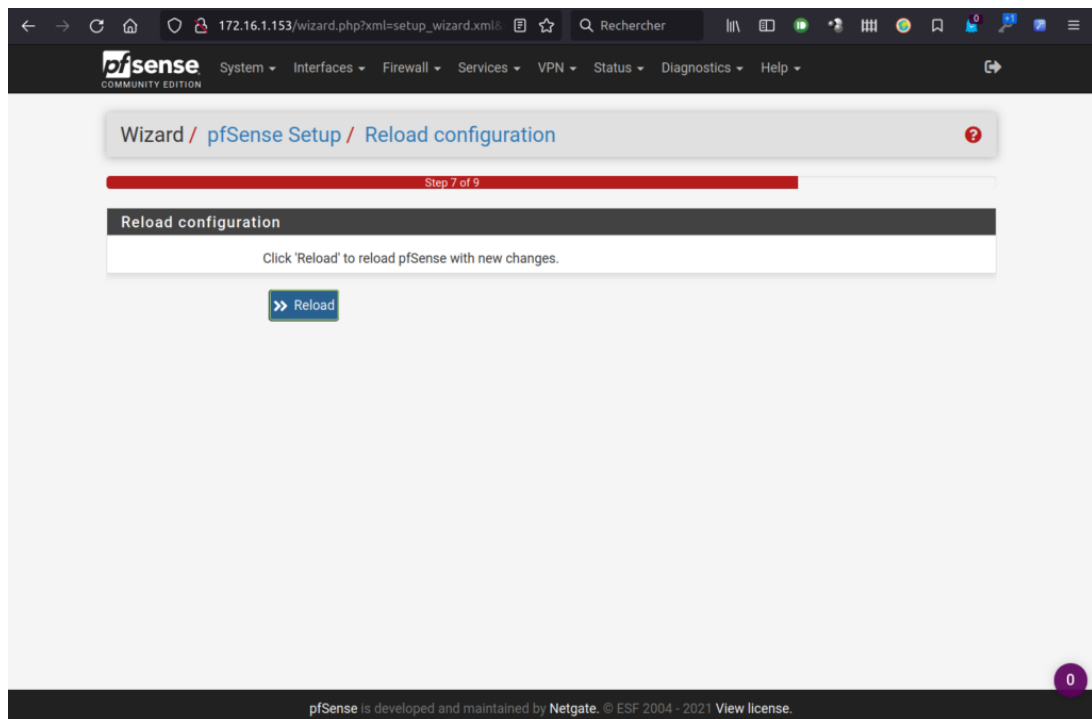 172.16.1.153/wizard.php?xml=setup_wizard.xml&
Rechercher
0
+1
pfsense
COMMUNITY EDITION
System
Interfaces
Firewall
Services
VPN
Status
Diagnostics
Help
Wizard / pfSense Setup / Reload configuration
Step 7 of 9
Reload configuration
Click 'Reload' to reload pfSense with new changes.
Reload
0
pfSense is developed and maintained by Netgate. © ESF 2004 - 2021 View license.